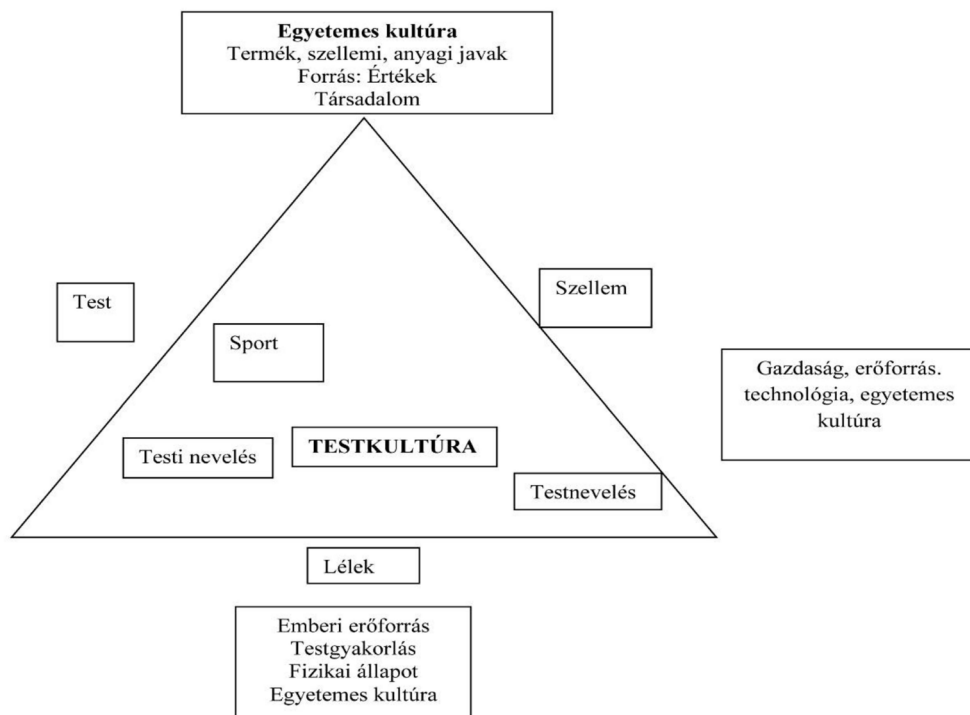 Egyetemes kultúra
Termék, szellemi, anyagi javak
Forrás: Értékek
Társadalom
Test
Szellem
Sport
Gazdaság, erőforrás.
technológia, egyetemes
kultúra
Testi nevelés
TESTKULTÚRA
Testnevelés
Lélek
Emberi erőforrás
Testgyakorlás
Fizikai állapot
Egyetemes kultúra